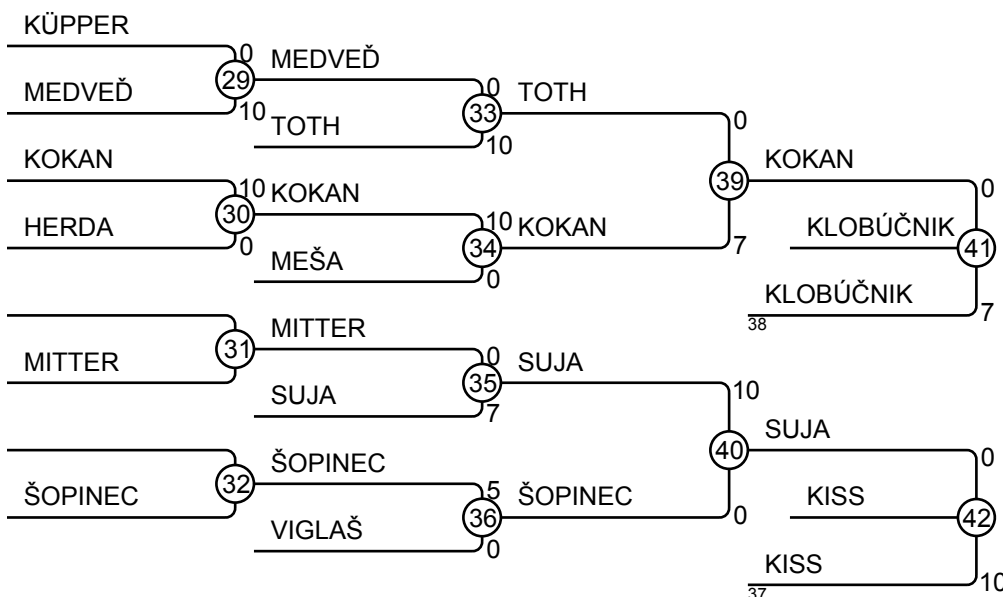 KÜPPER
0
29
MEDVEĎ
MEDVEĎ
10
0
33
TOTH
TOTH
10
0
KOKAN
10
30
KOKAN
HERDA
0
10
34
KOKAN
MEŠA
0
39
KOKAN
7
0
KLOBÚČNIK
41
KLOBÚČNIK
38
7
31
MITTER
MITTER
0
35
SUJA
SUJA
7
10
40
SUJA
0
32
ŠOPINEC
ŠOPINEC
5
36
ŠOPINEC
VIGLAŠ
0
0
KISS
42
KISS
37
10